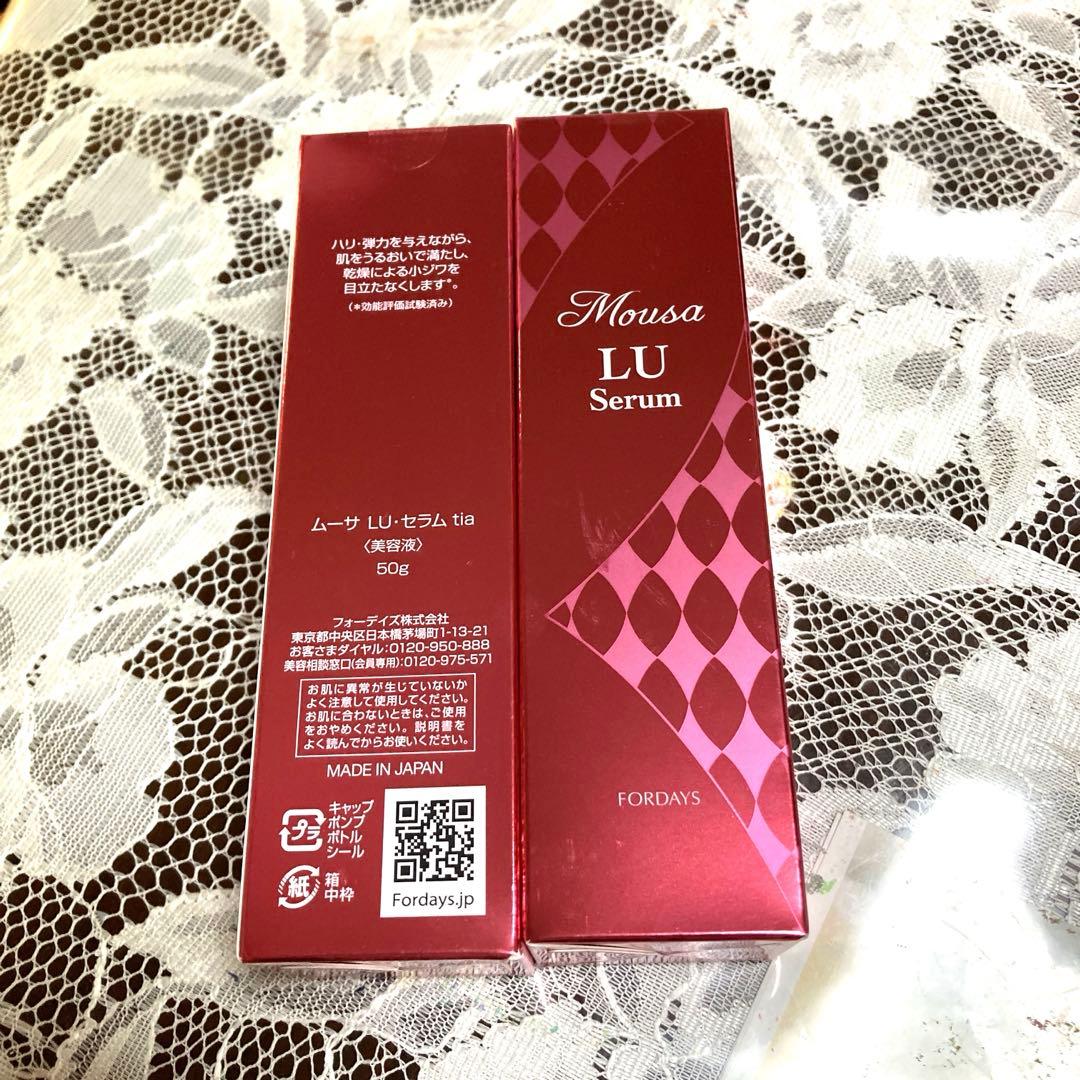 ハリ・弾力を与えながら、
肌をうるおいで満たし、
乾燥による小ジワを
目立たなくします*。
(*効能評価試験済み)
ムーサ LU・セラム tia
〈美容液〉
50g
フォーデイズ株式会社
東京都中央区日本橋茅場町1-13-21
お客さまダイヤル:0120-950-888
美容相談窓口(会員専用):0120-975-571
お肌に異常が生じていないか
よく注意して使用してください。
お肌に合わないときは、ご使用
をおやめください。説明書を
よく読んでからお使いください。
MADE IN JAPAN
プラ
キャップ
ポンプ
ボトル
シール
紙
箱
中枠
Fordays.jp
Mousa
LU
Serum
FORDAYS